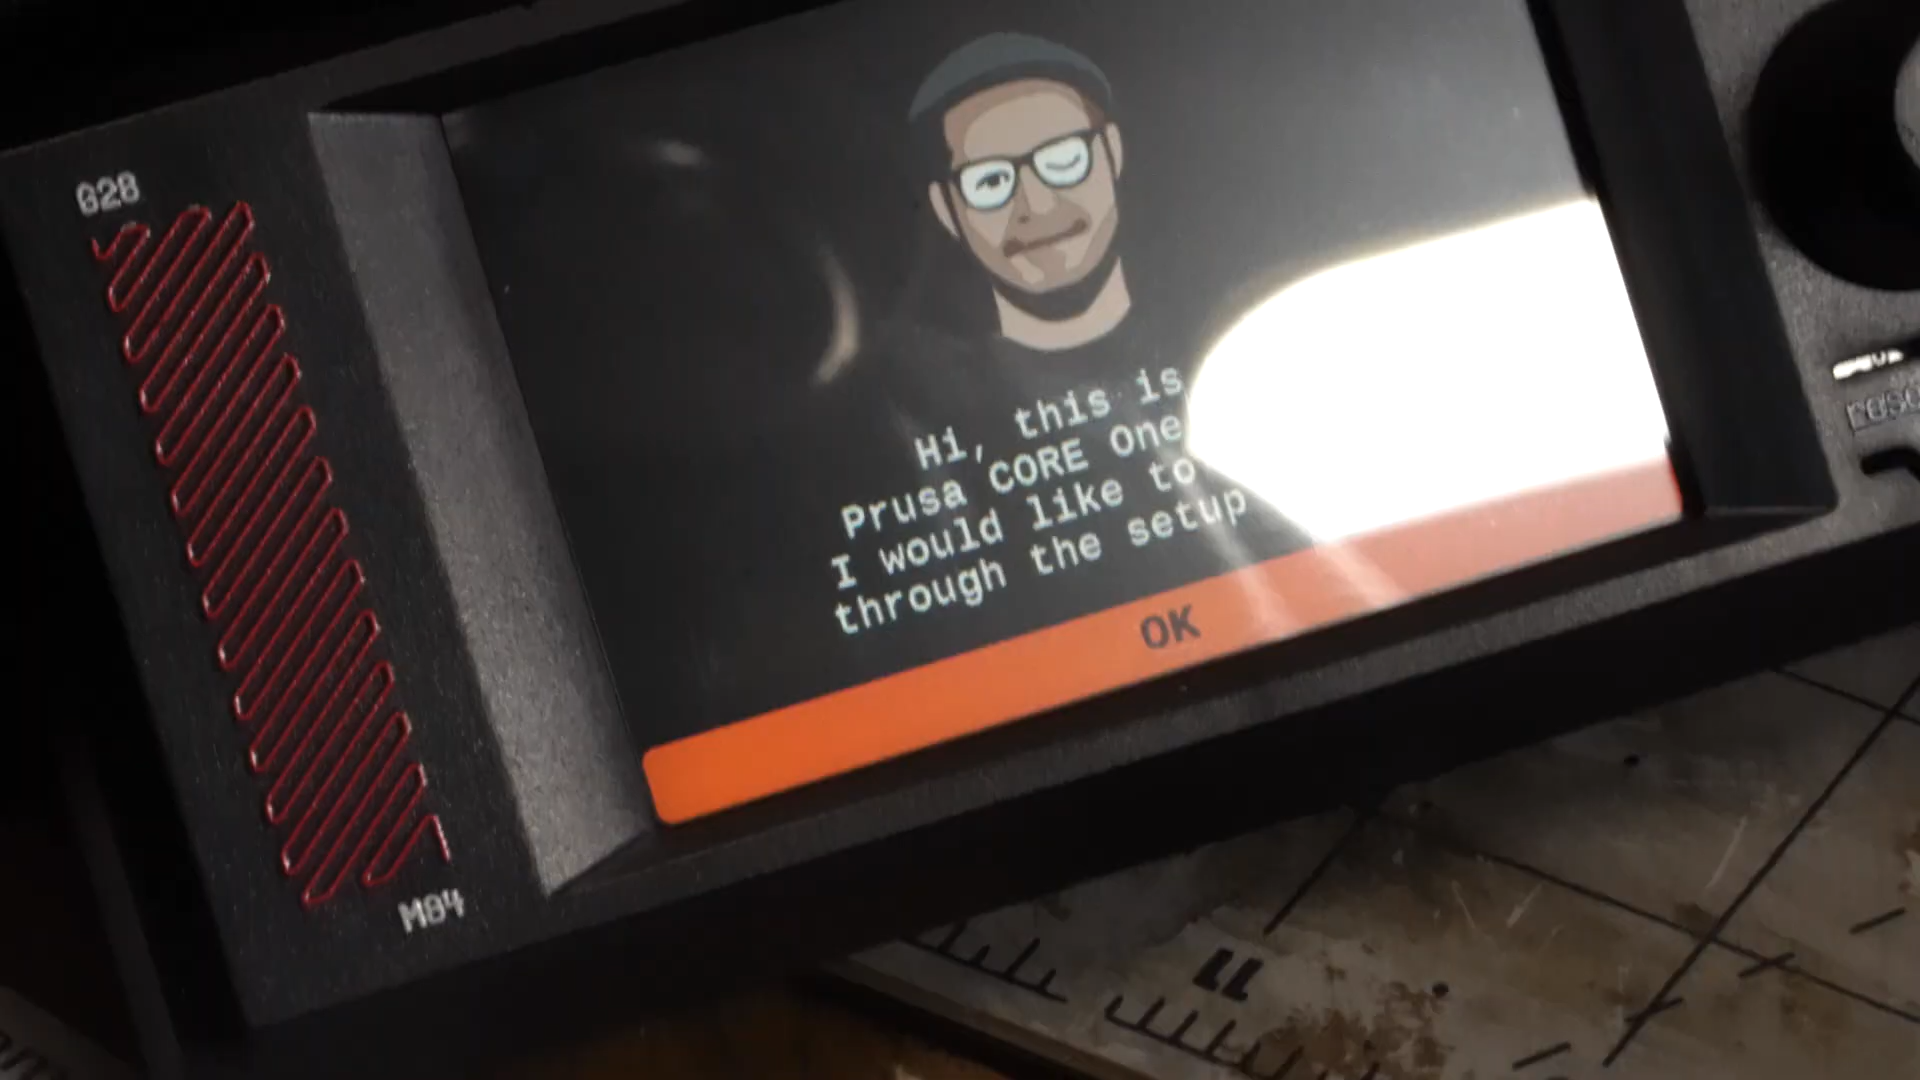 G28
Hi, this is
Prusa CORE One
I would like to
through the setup
OK
M84